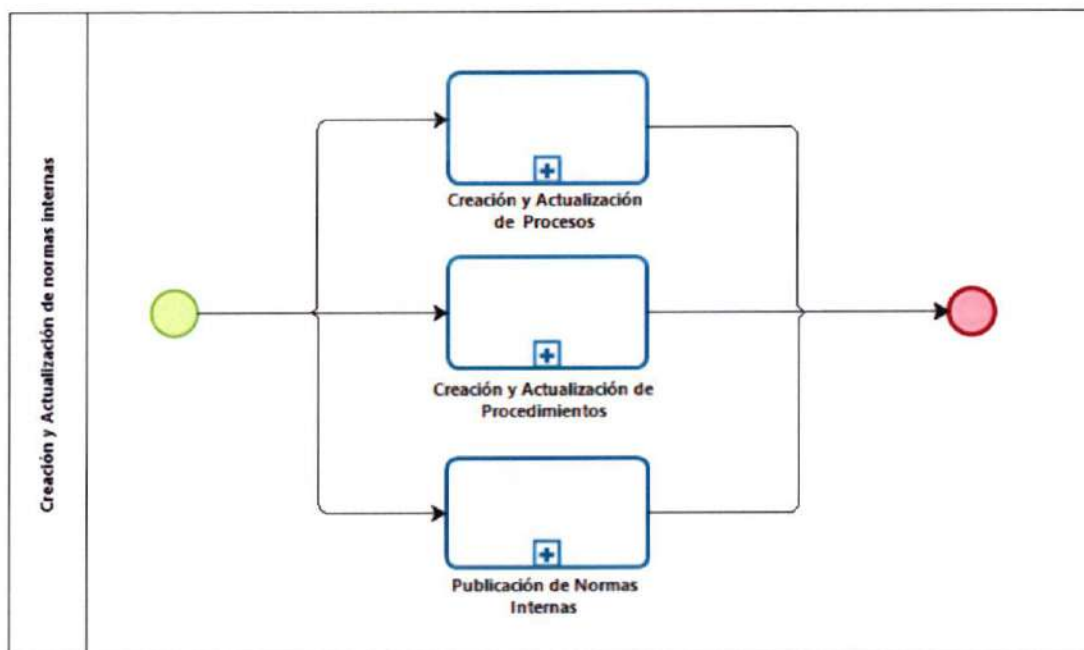 Creación y Actualización de normas internas
Creación y Actualización
de Procesos
Creación y Actualización de
Procedimientos
Publicación de Normas
Internas